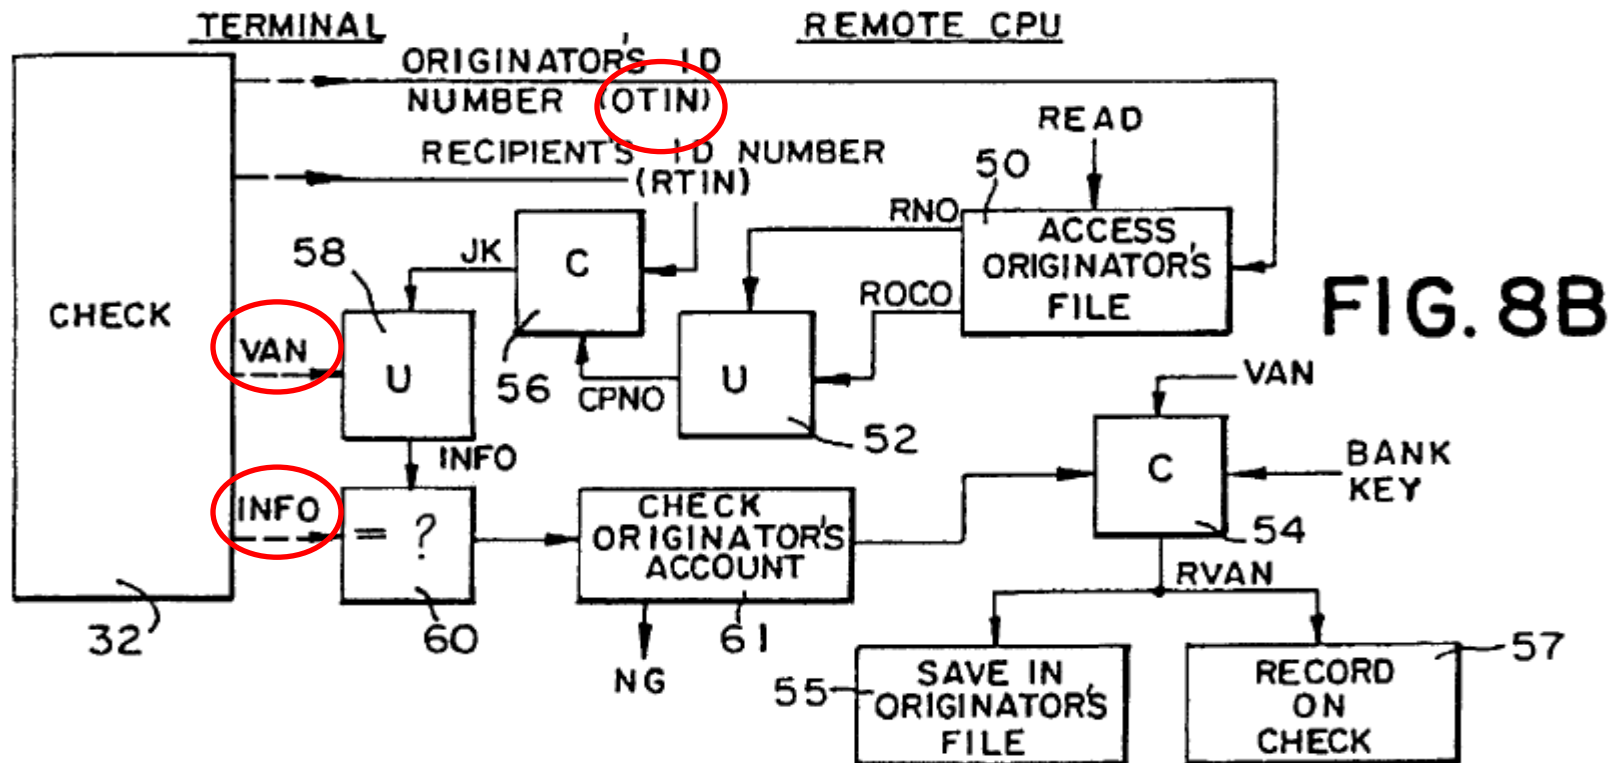 TERMINAL
REMOTE CPU
ORIGINATOR'S ID
NUMBER (OTIN)
RECIPIENT'S ID NUMBER
(RTIN)
READ
50
RNO
ACCESS
ORIGINATOR'S
FILE
ROCO
FIG. 8B
58
JK
C
CHECK
VAN
U
56
CPNO
U
52
VAN
INFO
C
BANK
KEY
INFO
= ?
CHECK
ORIGINATOR'S
ACCOUNT
54
RVAN
32
60
61
NG
55
SAVE IN
ORIGINATOR'S
FILE
RECORD
ON
CHECK
57